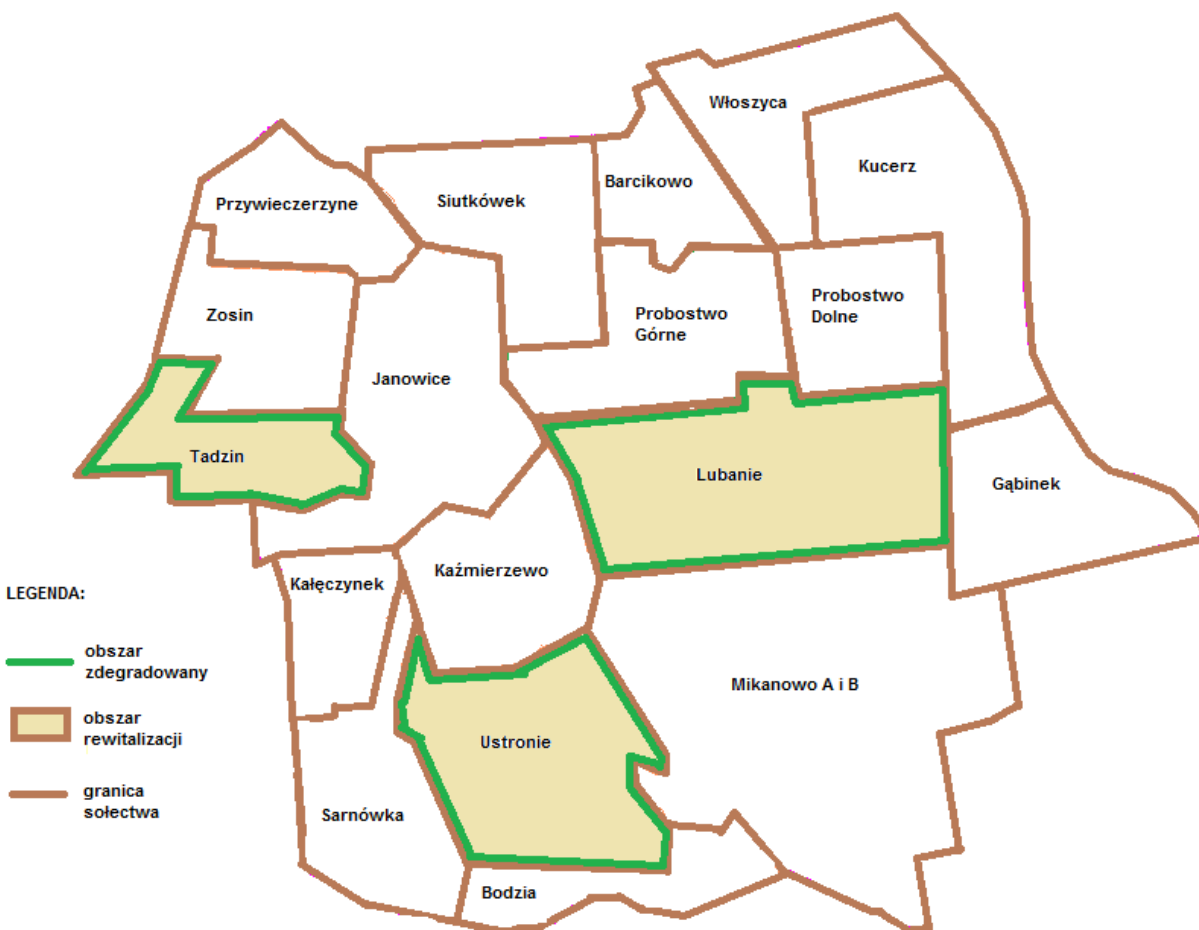 Włoszyca
Kucerz
Barcikowo
Siutkówek
Przywieczerzyne
Probostwo
Dolne
Probostwo
Górne
Zosin
Janowice
Tadzin
Lubanie
Gąbinek
Kałęczynek
Kaźmierzewo
Mikanowo A i B
Ustronie
Sarnówka
Bodzia
LEGENDA:
obszar
zdegradowany
obszar
rewitalizacji
granica
sołectwa